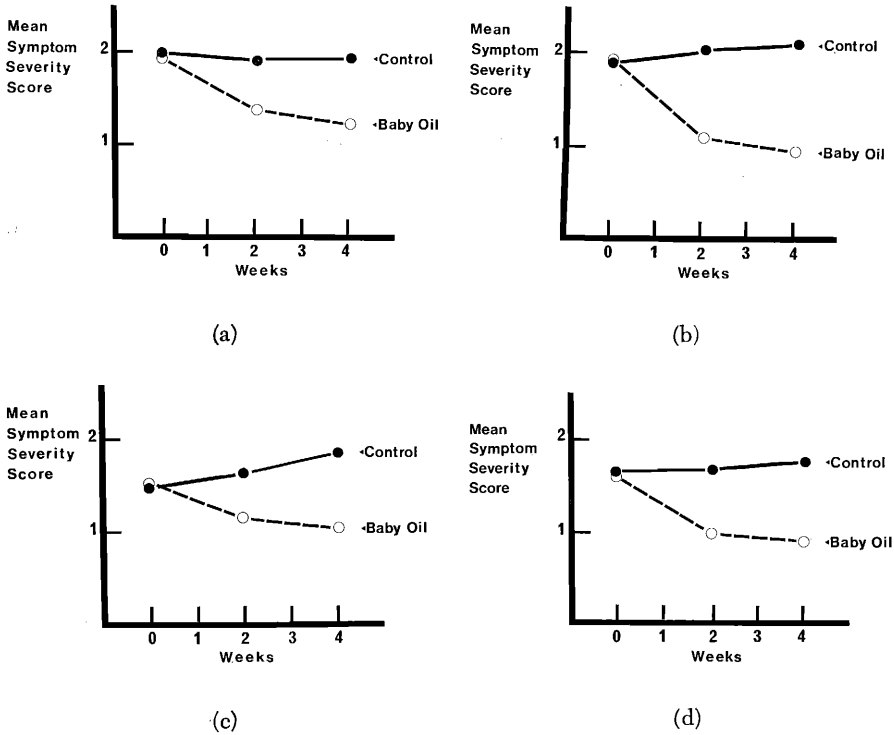 Mean
Symptom
Severity
Score
2
1
◂Control
◂Baby Oil
0 1 2 3 4
Weeks
(a)
Mean
Symptom
Severity
Score
2
1
◂Control
◂Baby Oil
0 1 2 3 4
Weeks
(b)
Mean
Symptom
Severity
Score
2
1
◂Control
◂Baby Oil
0 1 2 3 4
Weeks
(c)
Mean
Symptom
Severity
Score
2
1
◂Control
◂Baby Oil
0 1 2 3 4
Weeks
(d)